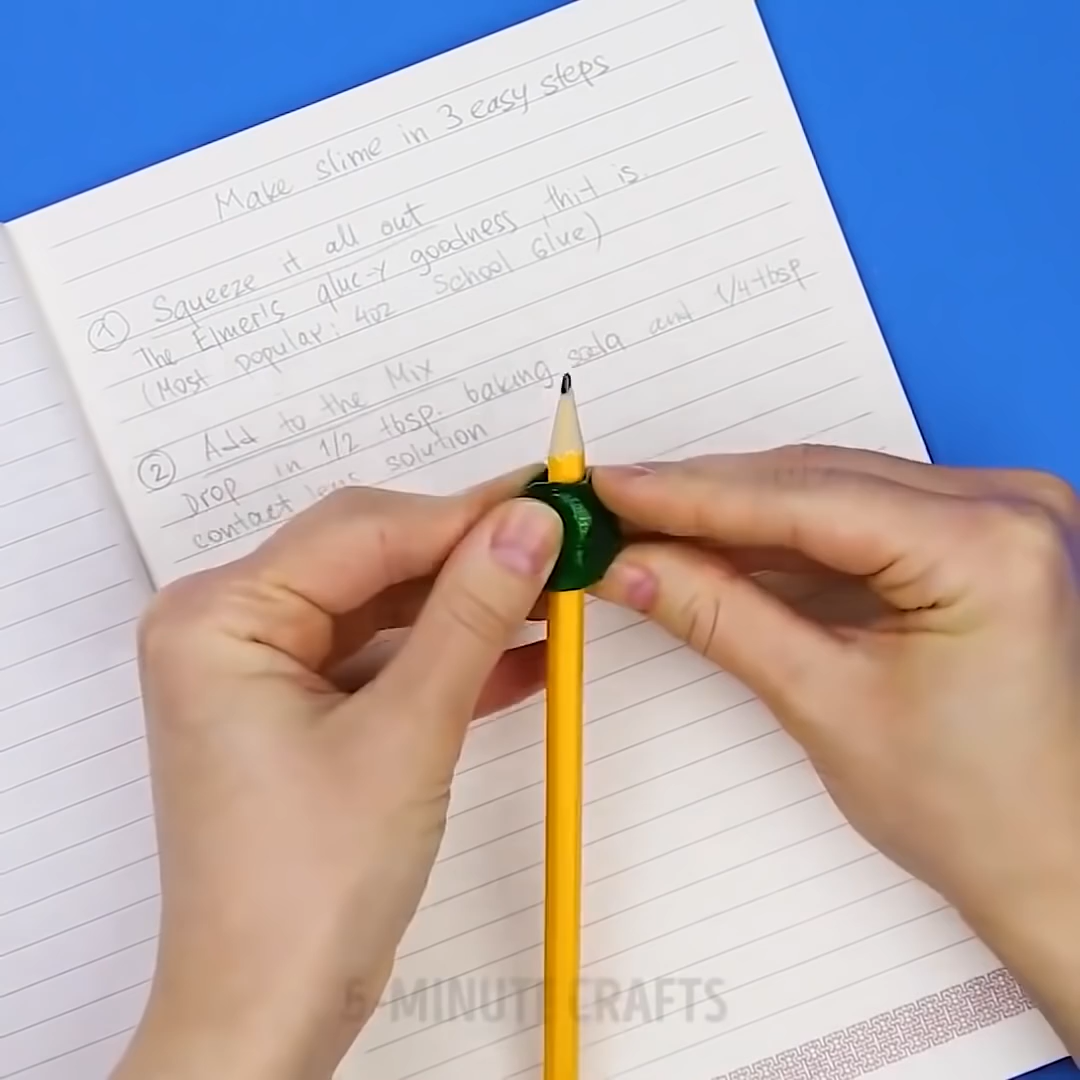 Make slime in 3 easy steps
① Squeeze it all out
The Elmer's gluc-y goodness that is.
(Most popular: 4oz School Glue)
② Add to the Mix
Drop in 1/2 tbsp. baking soda and 1/4 tbsp
contact lens solution
5-MINUTE CRAFTS